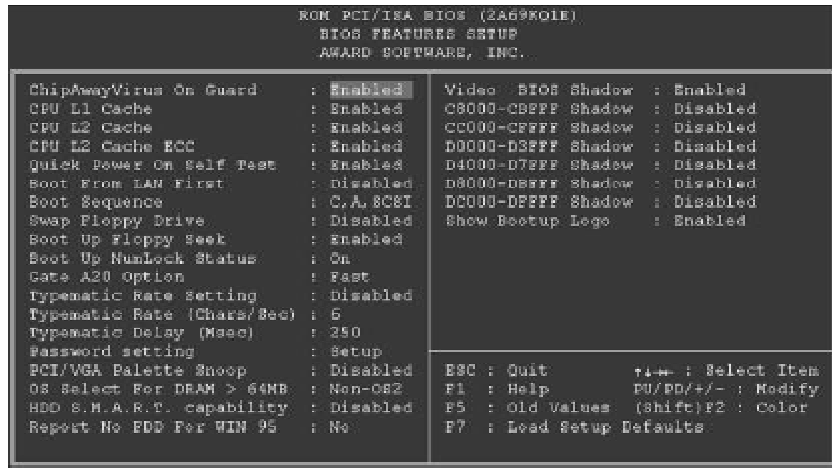 ROM PCI/ISA BIOS (2A69KQ1E)
BIOS FEATURES SETUP
AWARD SOFTWARE, INC.
ChipAwayVirus On Guard : Enabled
CPU L1 Cache : Enabled
CPU L2 Cache : Enabled
CPU L2 Cache ECC : Enabled
Quick Power On Self Test : Enabled
Boot From LAN First : Disabled
Boot Sequence : C,A,SCSI
Swap Floppy Drive : Disabled
Boot Up Floppy Seek : Enabled
Boot Up NumLock Status : On
Gate A20 Option : Fast
Typematic Rate Setting : Disabled
Typematic Rate (Chars/Sec) : 6
Typematic Delay (Msec) : 250
Password setting : Setup
PCI/VGA Palette Snoop : Disabled
OS Select For DRAM > 64MB : Non-OS2
HDD S.M.A.R.T. capability : Disabled
Report No FDD For WIN 95 : No
Video BIOS Shadow : Enabled
C8000-CBFFF Shadow : Disabled
CC000-CFFFF Shadow : Disabled
D0000-D3FFF Shadow : Disabled
D4000-D7FFF Shadow : Disabled
D8000-DBFFF Shadow : Disabled
DC000-DFFFF Shadow : Disabled
Show Bootup Logo : Enabled
ESC : Quit ↑↓→← : Select Item
F1 : Help PU/PD/+/- : Modify
F5 : Old Values (Shift)F2 : Color
F7 : Load Setup Defaults